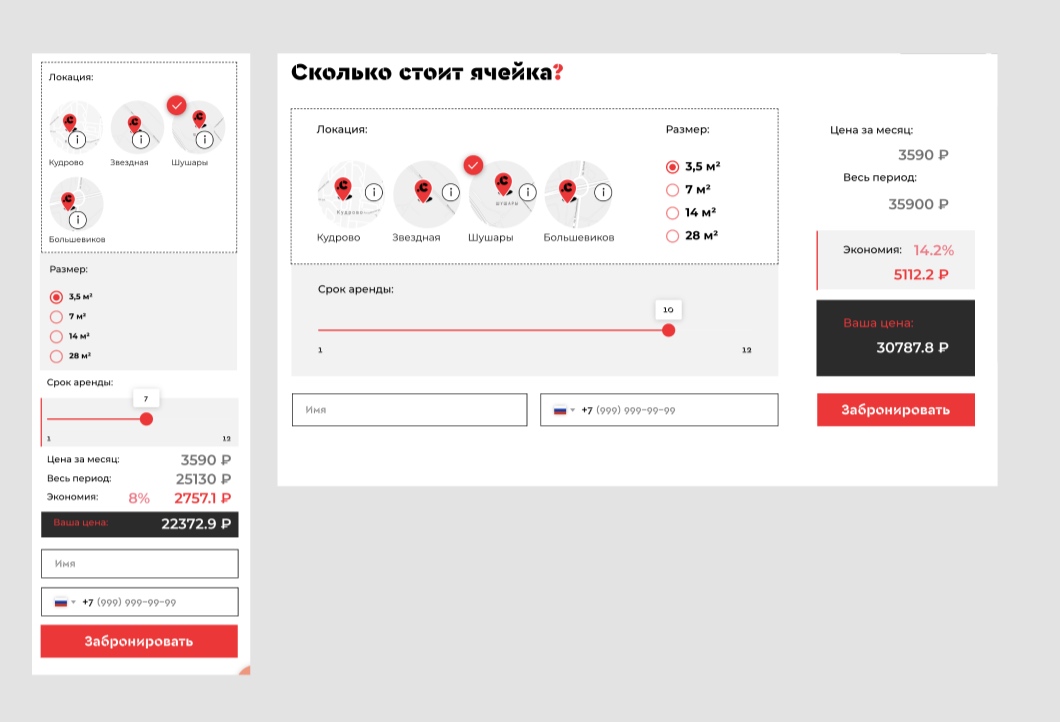 Локация:
Кудрово
Звездная
Шушары
Большевиков
Размер:
3,5 м²
7 м²
14 м²
28 м²
Срок аренды:
7
1
12
Цена за месяц: 3590 ₽
Весь период: 25130 ₽
Экономия: 8% 2757.1 ₽
Ваша цена: 22372.9 ₽
Имя
+7 (999) 999-99-99
Забронировать
Сколько стоит ячейка?
Локация:
Кудрово
Шушары
Кудрово
Звездная
Шушары
Большевиков
Размер:
3,5 м²
7 м²
14 м²
28 м²
Срок аренды:
10
1
12
Имя
+7 (999) 999-99-99
Цена за месяц:
3590 ₽
Весь период:
35900 ₽
Экономия: 14.2%
5112.2 ₽
Ваша цена:
30787.8 ₽
Забронировать